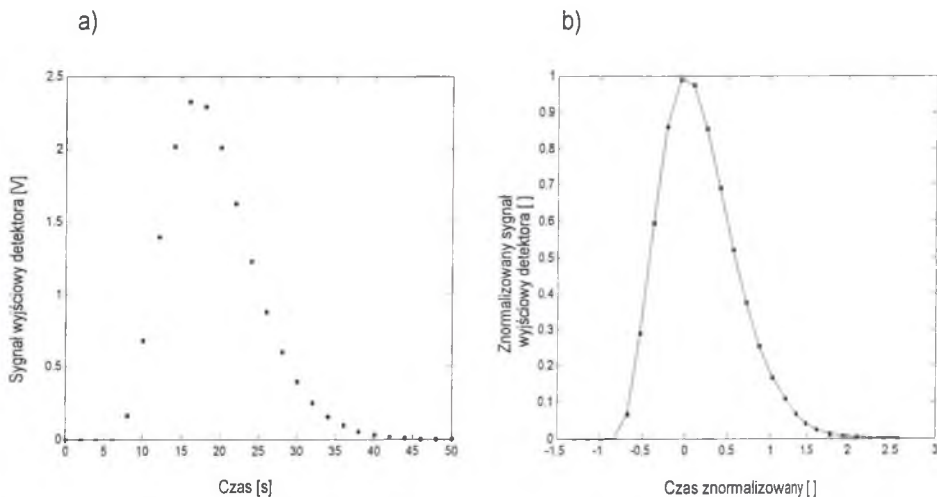 a)
2.5
2
1.5
1
0.5
0
0 5 10 15 20 25 30 35 40 45 50
Sygnał wyjściowy detektora [V]
Czas [s]
b)
1
0.9
0.8
0.7
0.6
0.5
0.4
0.3
0.2
0.1
0
-1.5 -1 -0.5 0 0.5 1 1.5 2 2.5 3
Znormalizowany sygnał
wyjściowy detektora [ ]
Czas znormalizowany [ ]